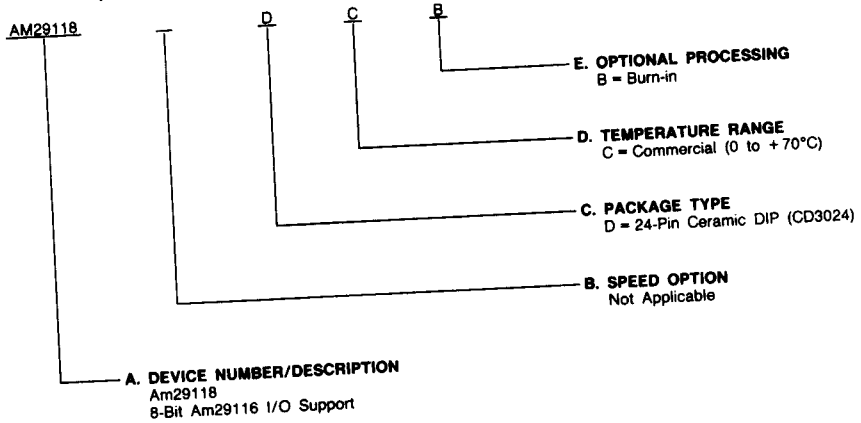 AM29118 — D C B
E. OPTIONAL PROCESSING
B = Burn-in
D. TEMPERATURE RANGE
C = Commercial (0 to +70°C)
C. PACKAGE TYPE
D = 24-Pin Ceramic DIP (CD3024)
B. SPEED OPTION
Not Applicable
A. DEVICE NUMBER/DESCRIPTION
Am29118
8-Bit Am29116 I/O Support